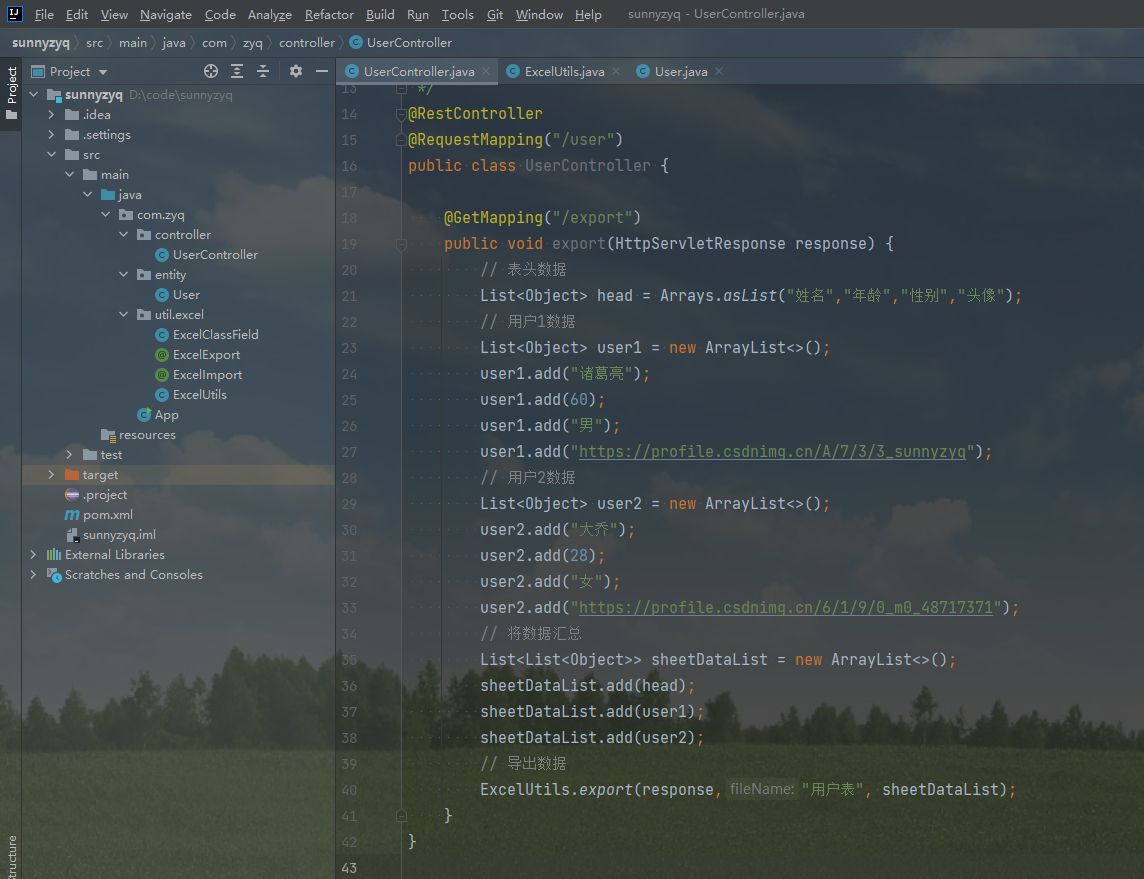 File Edit View Navigate Code Analyze Refactor Build Run Tools Git Window Help sunnyzyq - UserController.java
sunnyzyq src main java com zyq controller UserController
Project
Project
sunnyzyq D:\code\sunnyzyq
.idea
.settings
src
main
java
com.zyq
controller
UserController
entity
User
util.excel
ExcelClassField
ExcelExport
ExcelImport
ExcelUtils
App
resources
test
target
.project
pom.xml
sunnyzyq.iml
External Libraries
Scratches and Consoles
UserController.java ExcelUtils.java User.java
13 */
14 @RestController
15 @RequestMapping("/user")
16 public class UserController {
17
18 @GetMapping("/export")
19 public void export(HttpServletResponse response) {
20 // 表头数据
21 List<Object> head = Arrays.asList("姓名","年龄","性别","头像");
22 // 用户1数据
23 List<Object> user1 = new ArrayList<>();
24 user1.add("诸葛亮");
25 user1.add(60);
26 user1.add("男");
27 user1.add("https://profile.csdnimg.cn/A/7/3/3_sunnyzyq");
28 // 用户2数据
29 List<Object> user2 = new ArrayList<>();
30 user2.add("大乔");
31 user2.add(28);
32 user2.add("女");
33 user2.add("https://profile.csdnimg.cn/6/1/9/0_m0_48717371");
34 // 将数据汇总
35 List<List<Object>> sheetDataList = new ArrayList<>();
36 sheetDataList.add(head);
37 sheetDataList.add(user1);
38 sheetDataList.add(user2);
39 // 导出数据
40 ExcelUtils.export(response, fileName: "用户表", sheetDataList);
41 }
42 }
43